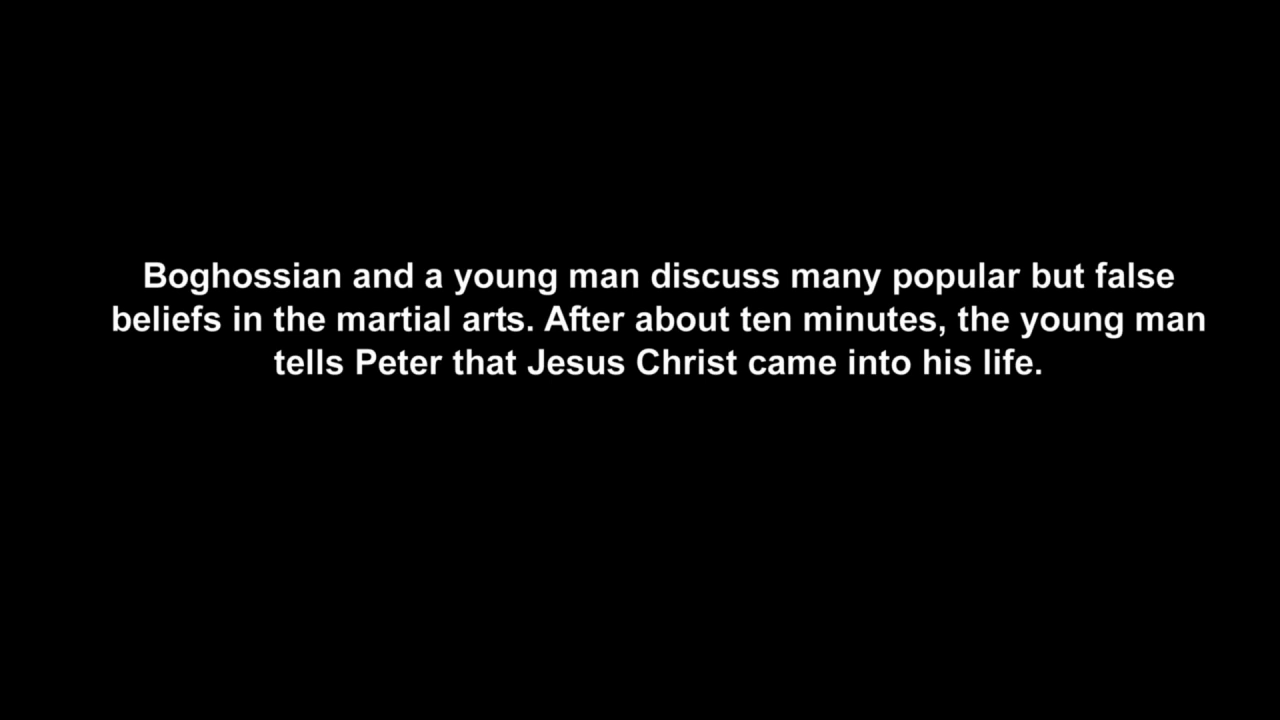 Boghossian and a young man discuss many popular but false
beliefs in the martial arts. After about ten minutes, the young man
tells Peter that Jesus Christ came into his life.